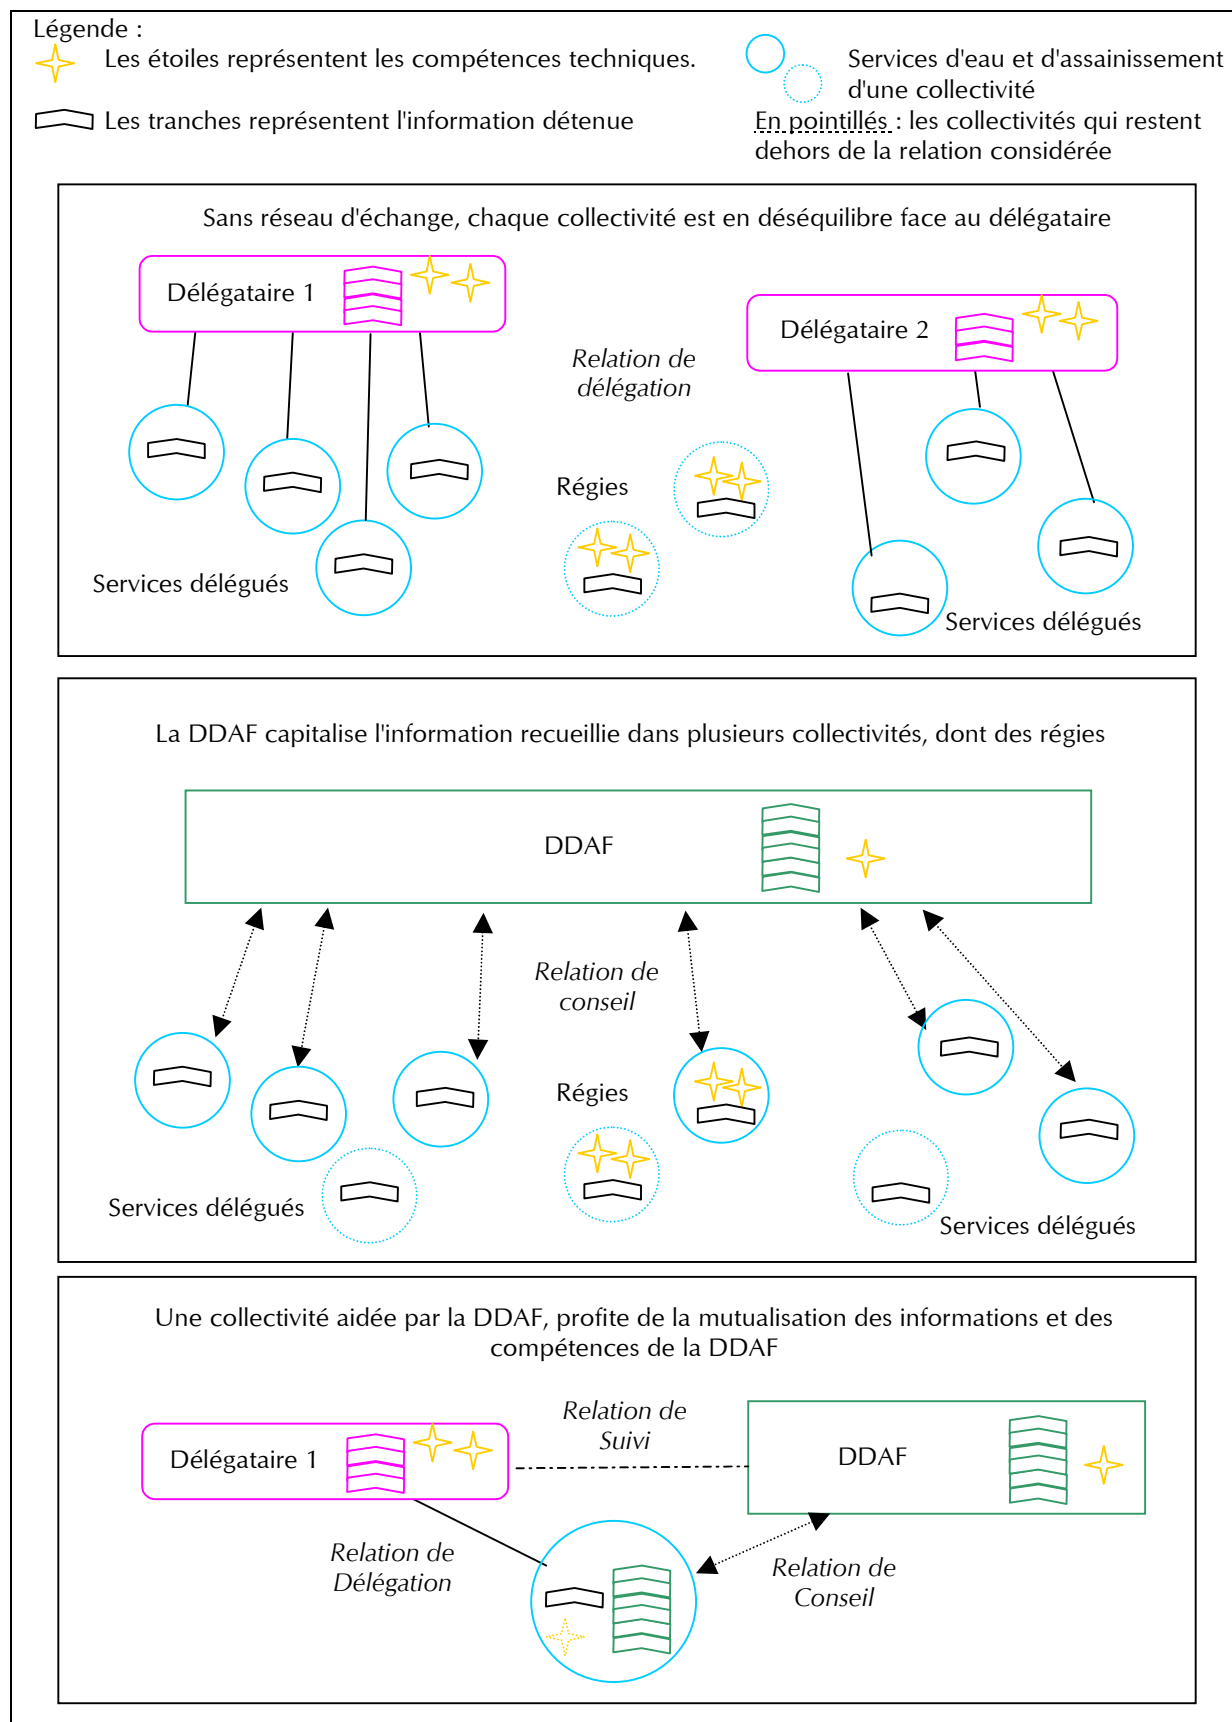 Légende :
Les étoiles représentent les compétences techniques.
Les tranches représentent l'information détenue
Services d'eau et d'assainissement
d'une collectivité
En pointillés : les collectivités qui restent
dehors de la relation considérée
Sans réseau d'échange, chaque collectivité est en déséquilibre face au délégataire
Délégataire 1
Délégataire 2
Relation de
délégation
Régies
Services délégués
Services délégués
La DDAF capitalise l'information recueillie dans plusieurs collectivités, dont des régies
DDAF
Relation de
conseil
Régies
Services délégués
Services délégués
Une collectivité aidée par la DDAF, profite de la mutualisation des informations et des
compétences de la DDAF
Relation de
Suivi
Délégataire 1
DDAF
Relation de
Délégation
Relation de
Conseil